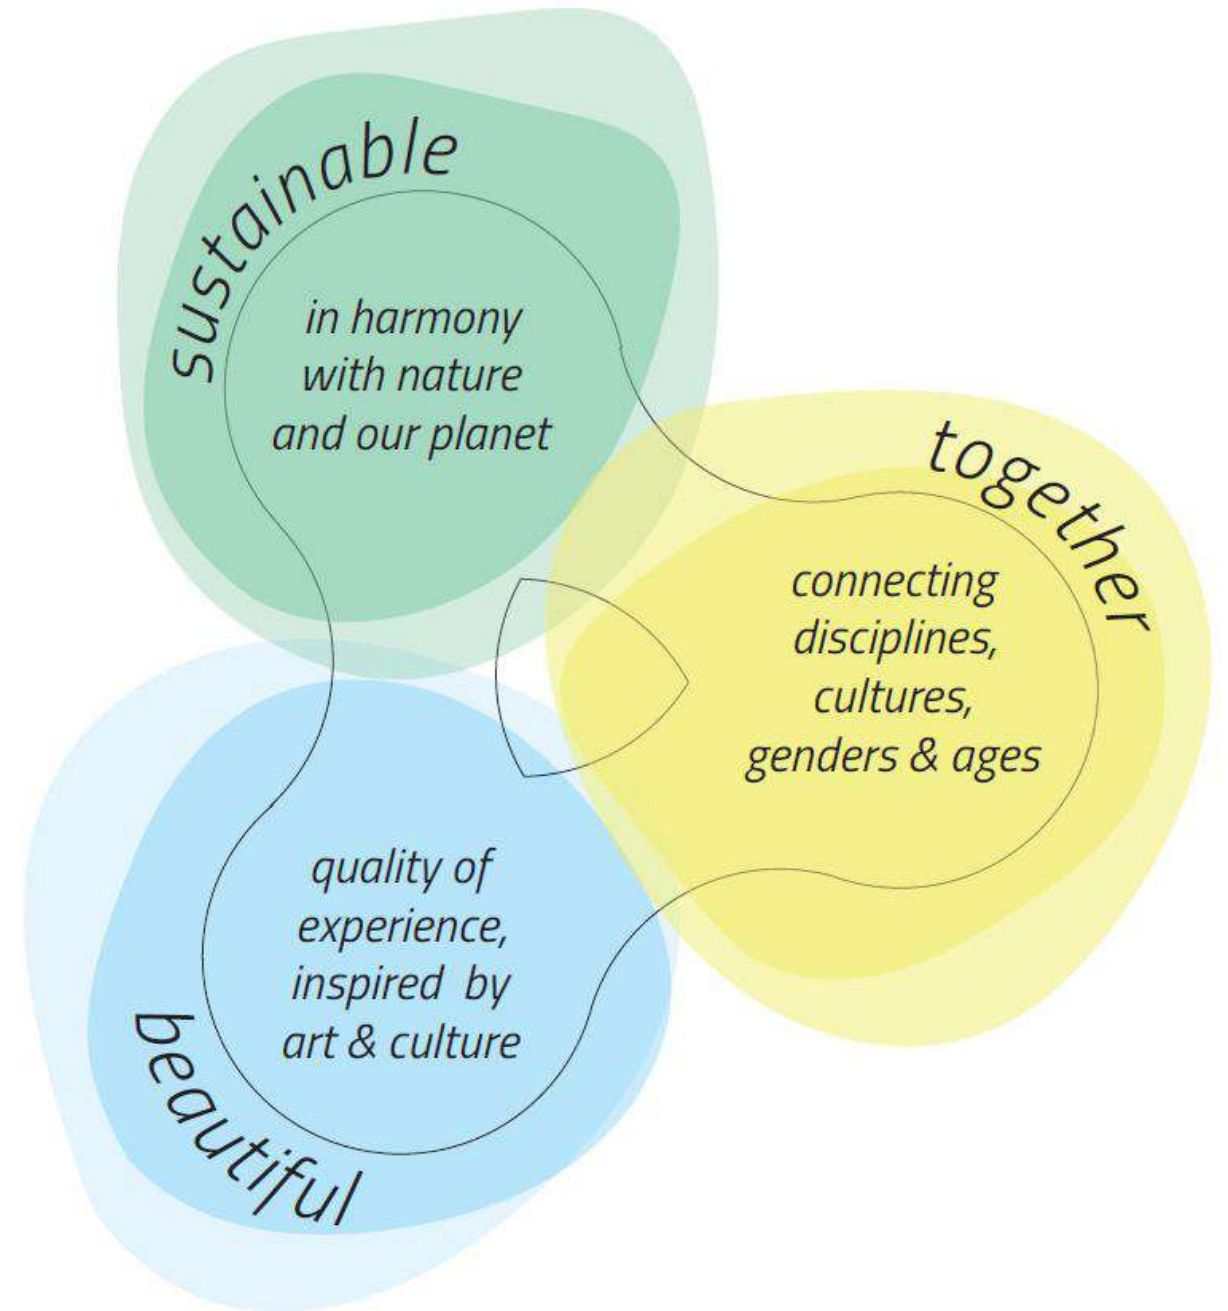 sustainable
in harmony
with nature
and our planet
together
connecting
disciplines,
cultures,
genders & ages
quality of
experience,
inspired by
art & culture
beautiful